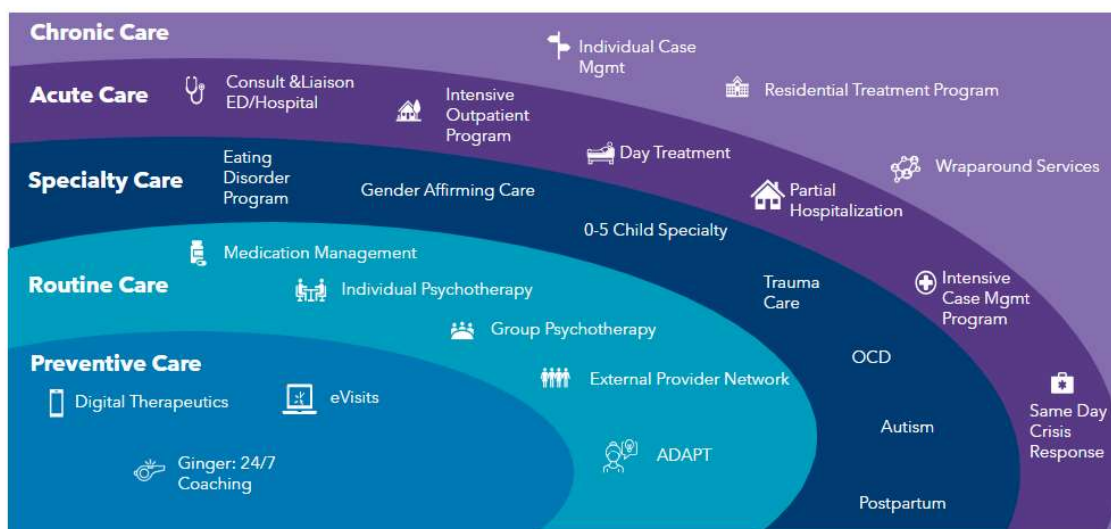 Chronic Care
Individual Case
Mgmt
Residential Treatment Program
Wraparound Services
Acute Care
Consult &Liaison
ED/Hospital
Intensive
Outpatient
Program
Day Treatment
Partial
Hospitalization
Intensive
Case Mgmt
Program
Same Day
Crisis
Response
Specialty Care
Eating
Disorder
Program
Gender Affirming Care
0-5 Child Specialty
Trauma
Care
OCD
Autism
Postpartum
Routine Care
Medication Management
Individual Psychotherapy
Group Psychotherapy
External Provider Network
ADAPT
Preventive Care
Digital Therapeutics
eVisits
Ginger: 24/7
Coaching